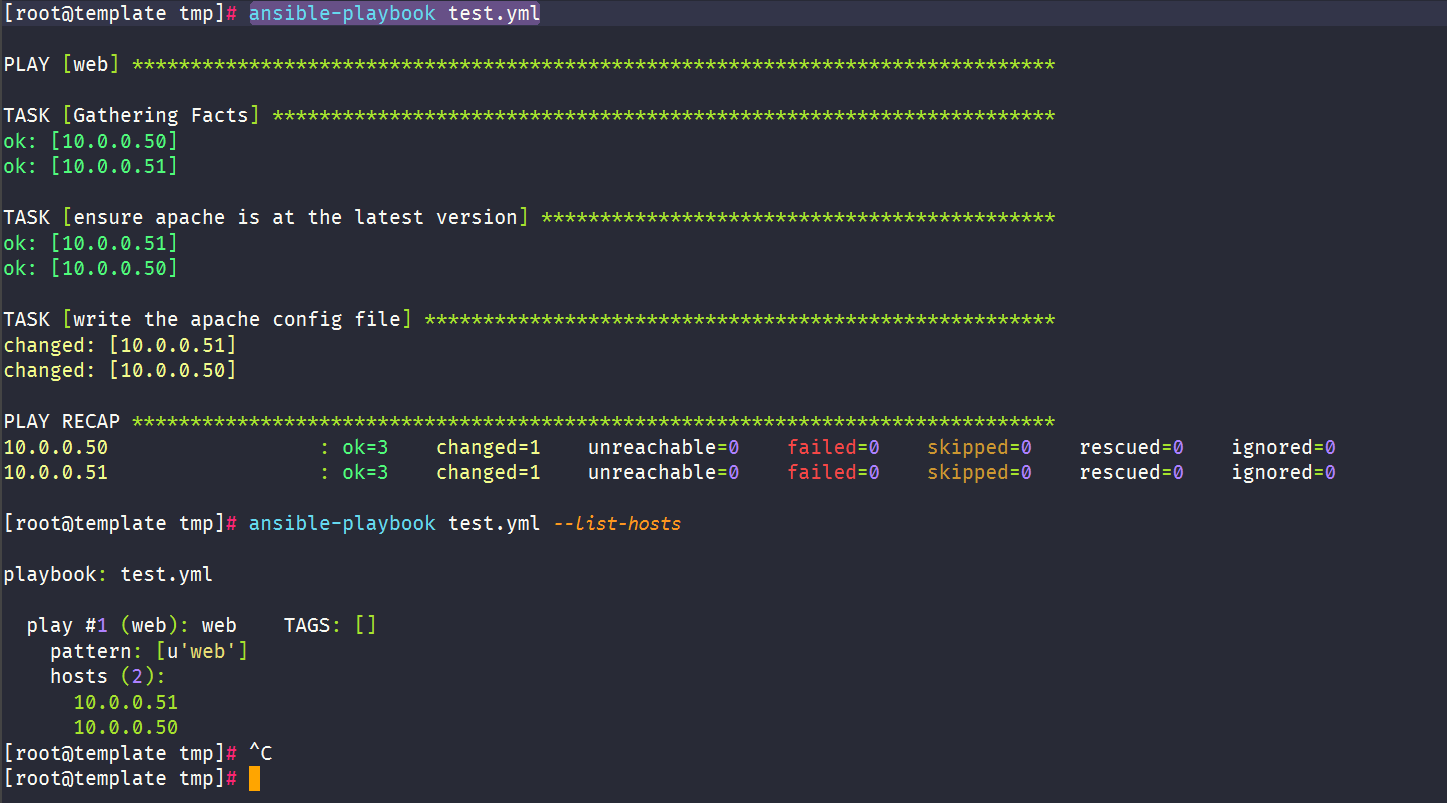 [root@template tmp]# ansible-playbook test.yml
PLAY [web] *******************************************************************************
TASK [Gathering Facts] *******************************************************************
ok: [10.0.0.50]
ok: [10.0.0.51]
TASK [ensure apache is at the latest version] ********************************************
ok: [10.0.0.51]
ok: [10.0.0.50]
TASK [write the apache config file] ******************************************************
changed: [10.0.0.51]
changed: [10.0.0.50]
PLAY RECAP *******************************************************************************
10.0.0.50                  : ok=3    changed=1    unreachable=0    failed=0    skipped=0    rescued=0    ignored=0
10.0.0.51                  : ok=3    changed=1    unreachable=0    failed=0    skipped=0    rescued=0    ignored=0
[root@template tmp]# ansible-playbook test.yml --list-hosts
playbook: test.yml
  play #1 (web): web    TAGS: []
    pattern: [u'web']
    hosts (2):
      10.0.0.51
      10.0.0.50
[root@template tmp]# ^C
[root@template tmp]#